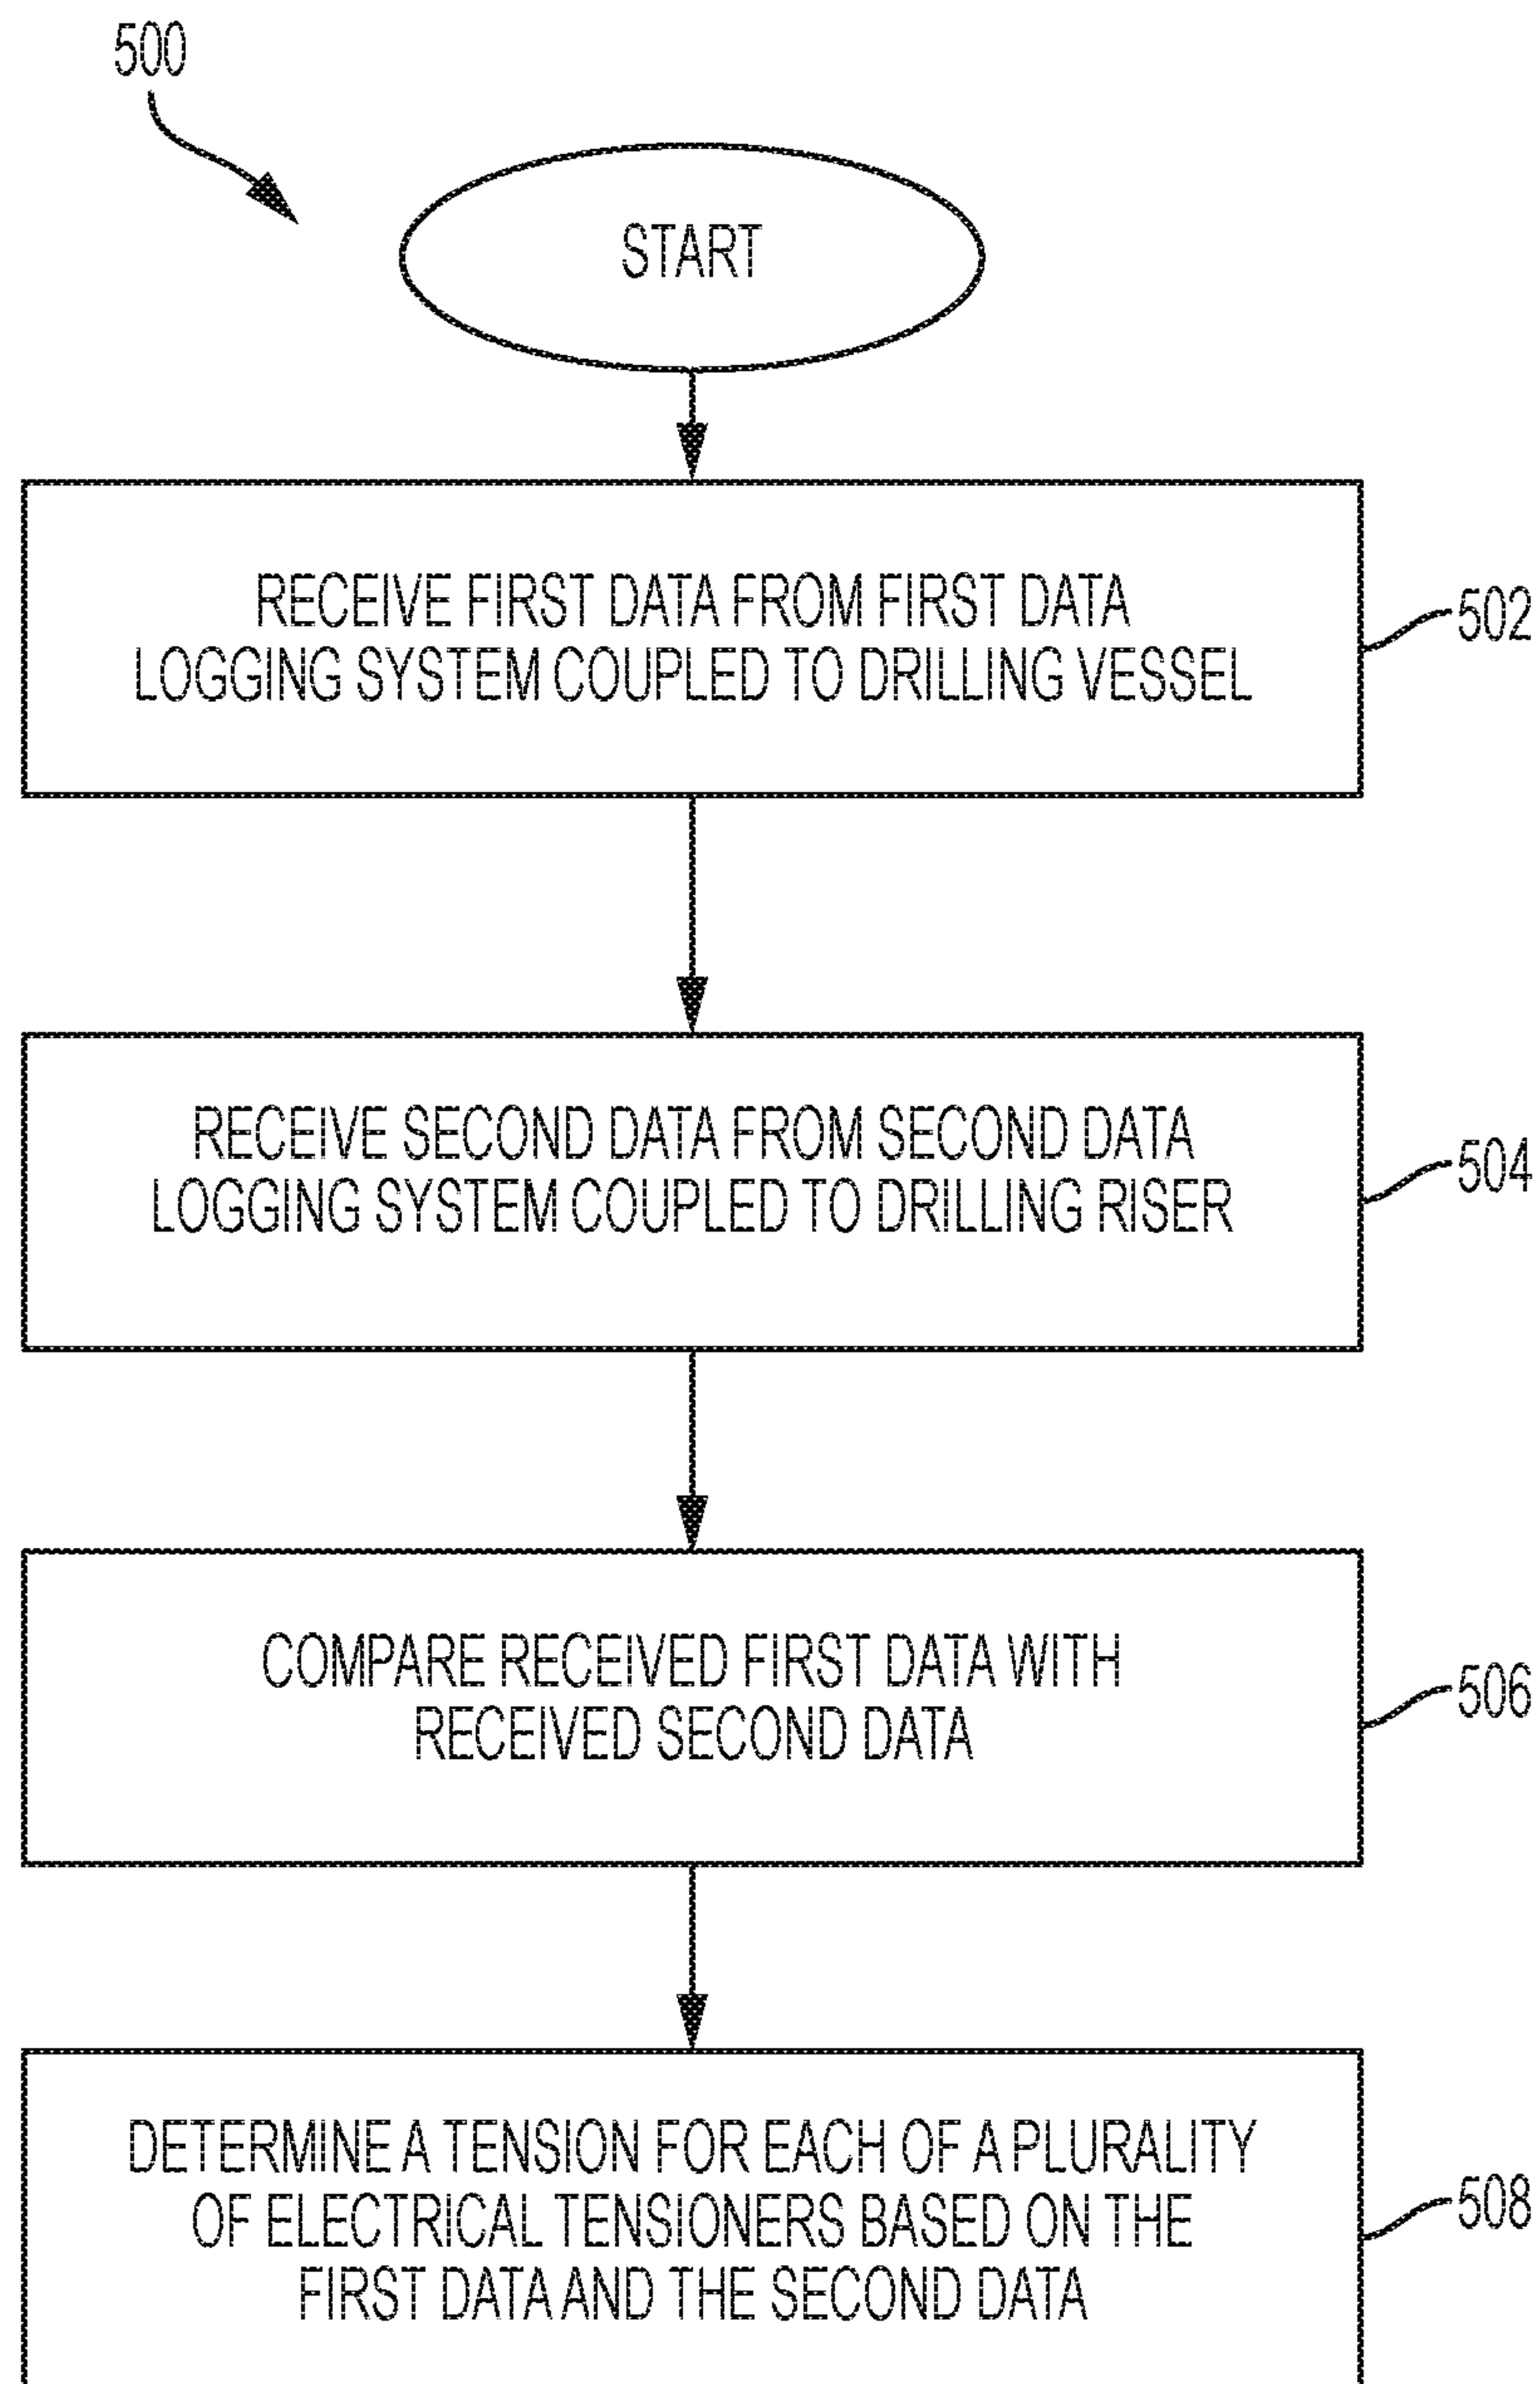 500
START
RECEIVE FIRST DATA FROM FIRST DATA
LOGGING SYSTEM COUPLED TO DRILLING VESSEL
502
RECEIVE SECOND DATA FROM SECOND DATA
LOGGING SYSTEM COUPLED TO DRILLING RISER
504
COMPARE RECEIVED FIRST DATA WITH
RECEIVED SECOND DATA
506
DETERMINE A TENSION FOR EACH OF A PLURALITY
OF ELECTRICAL TENSIONERS BASED ON THE
FIRST DATA AND THE SECOND DATA
508